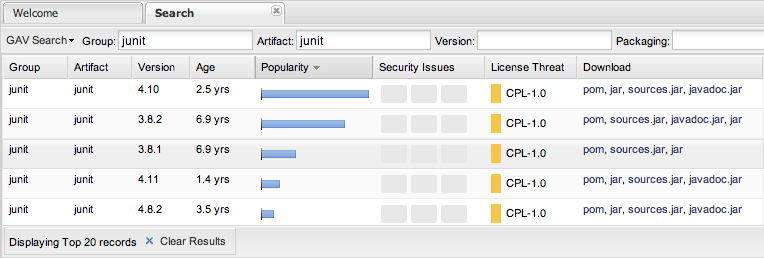 Welcome Search
GAV Search Group: junit Artifact: junit Version: Packaging:
Group Artifact Version Age Popularity Security Issues License Threat Download
junit junit 4.10 2.5 yrs CPL-1.0 pom, jar, sources.jar, javadoc.jar
junit junit 3.8.2 6.9 yrs CPL-1.0 pom, sources.jar, javadoc.jar, jar
junit junit 3.8.1 6.9 yrs CPL-1.0 pom, sources.jar, jar
junit junit 4.11 1.4 yrs CPL-1.0 pom, jar, sources.jar, javadoc.jar
junit junit 4.8.2 3.5 yrs CPL-1.0 pom, jar, sources.jar, javadoc.jar
Displaying Top 20 records Clear Results